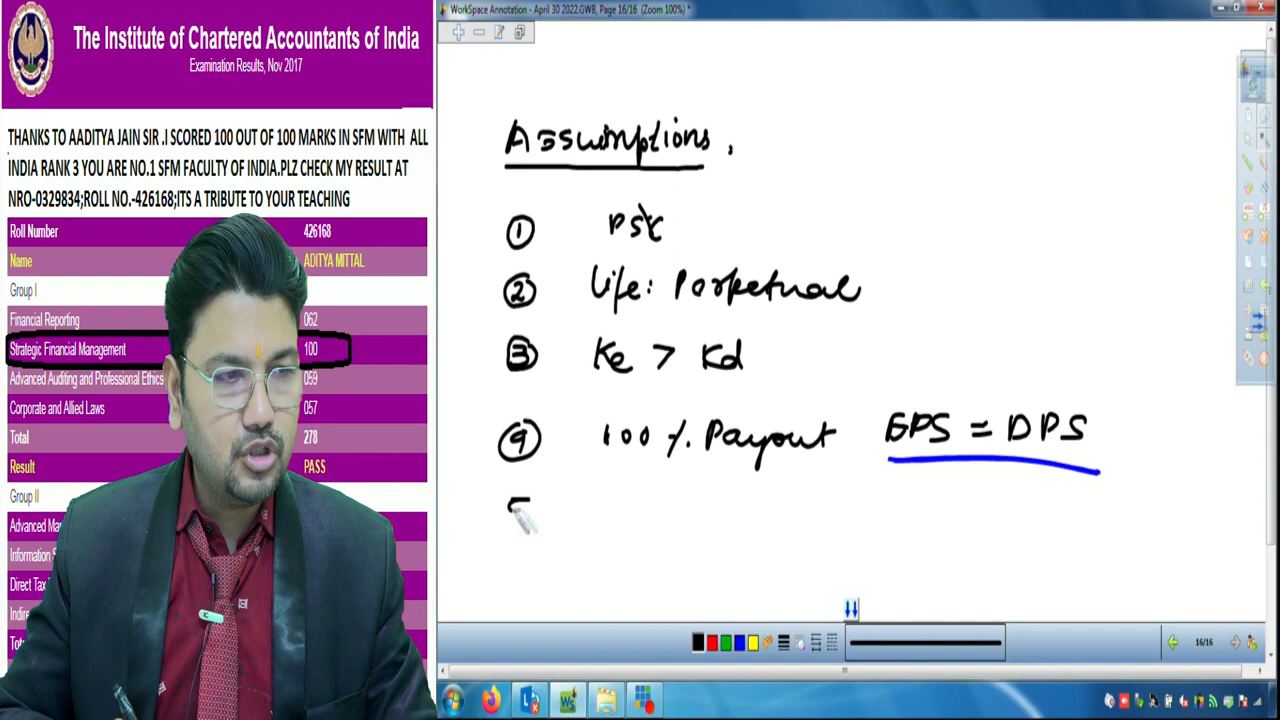 The Institute of Chartered Accountants of India
Examination Results, Nov 2017
THANKS TO AADITYA JAIN SIR .I SCORED 100 OUT OF 100 MARKS IN SFM WITH ALL
INDIA RANK 3 YOU ARE NO.1 SFM FACULTY OF INDIA.PLZ CHECK MY RESULT AT
NRO-0329834;ROLL NO.-426168;ITS A TRIBUTE TO YOUR TEACHING
Roll Number 426168
Name ADITYA MITTAL
Group I
Financial Reporting 062
Strategic Financial Management 100
Advanced Auditing and Professional Ethics 059
Corporate and Allied Laws 057
Total 278
Result PASS
Group II
Advanced
Information
Direct Tax
WorkSpace Annotation - April 30 2022.GWB, Page 16/16 (Zoom 100%) *
Assumptions.
1
2 Life: Perpetual
3 Ke > Kd
4 100 % Payout EPS = DPS
16/16